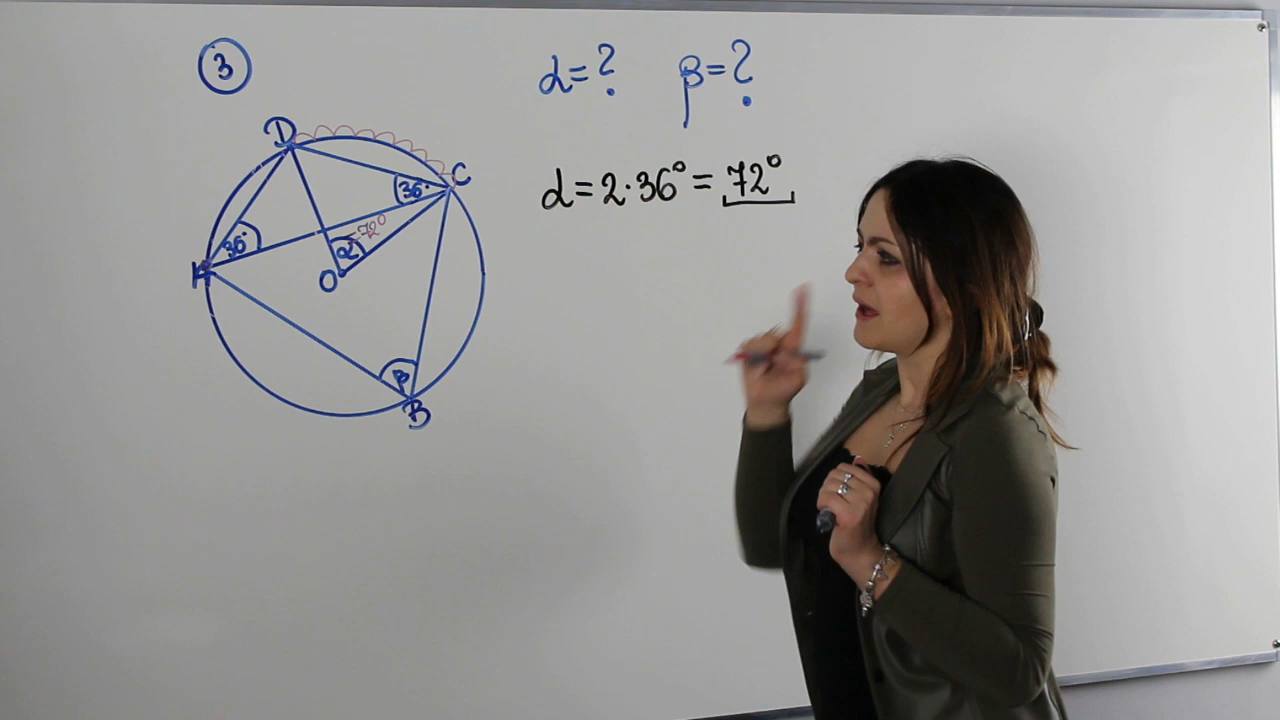 3
α = ? β = ?
α = 2·36° = 72°
D
C
36°
36°
α
=72°
A
O
β
B